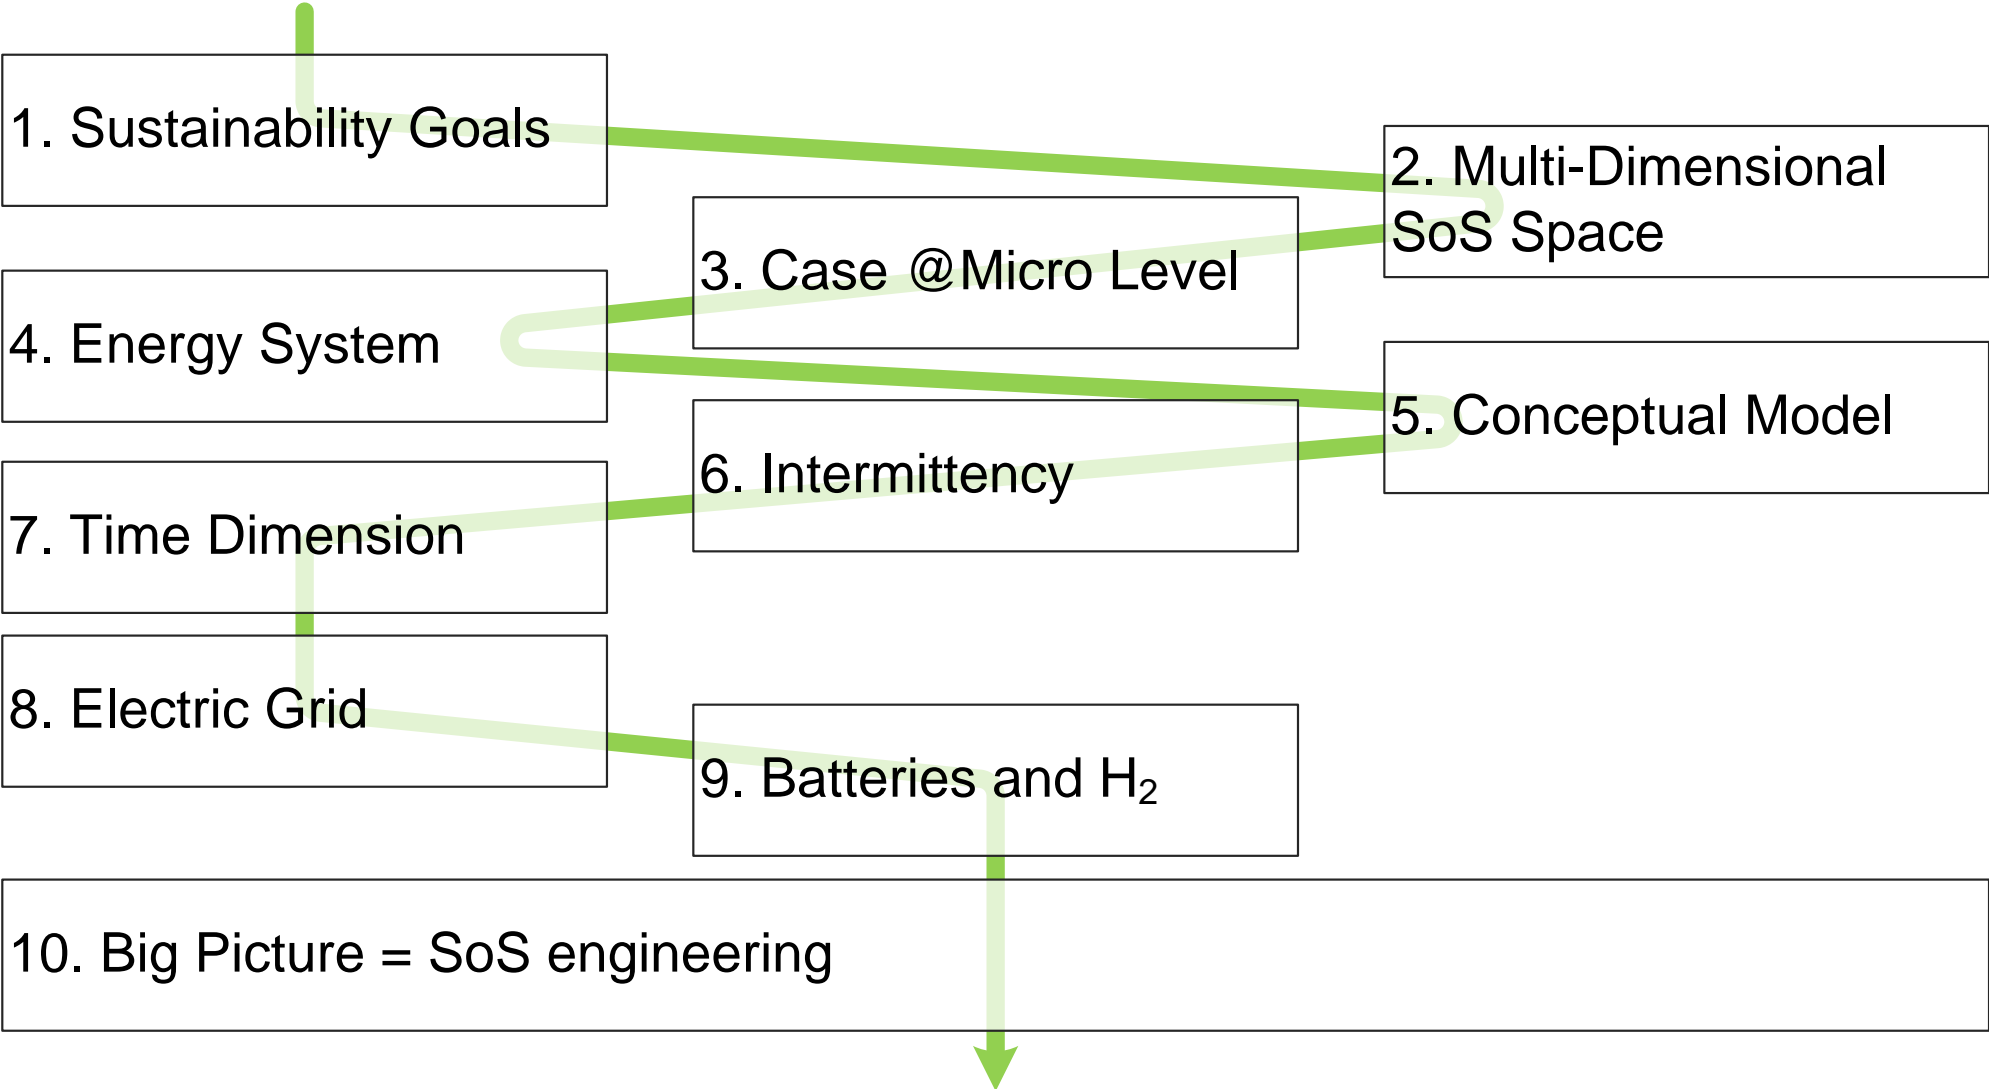 1. Sustainability Goals
2. Multi-Dimensional
SoS Space
3. Case @Micro Level
4. Energy System
5. Conceptual Model
6. Intermittency
7. Time Dimension
8. Electric Grid
9. Batteries and H₂
10. Big Picture = SoS engineering